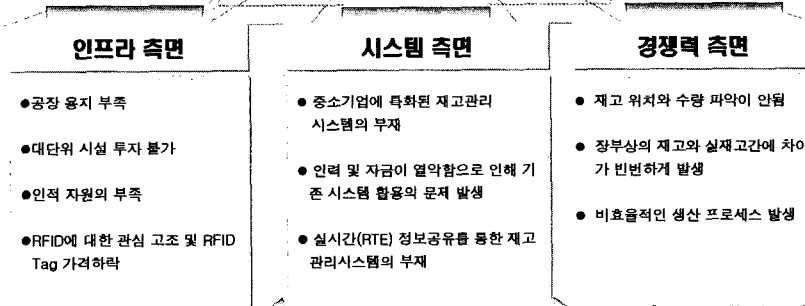 인프라 측면
●공장 용지 부족
●대단위 시설 투자 불가
●인적 자원의 부족
●RFID에 대한 관심 고조 및 RFID
Tag 가격하락
시스템 측면
● 중소기업에 특화된 재고관리
시스템의 부재
● 인력 및 자금이 열악함으로 인해 기
존 시스템 활용의 문제 발생
● 실시간(RTE) 정보공유를 통한 재고
관리시스템의 부재
경쟁력 측면
● 재고 위치와 수량 파악이 안됨
● 장부상의 재고와 실재고간에 차이
가 빈번하게 발생
● 비효율적인 생산 프로세스 발생